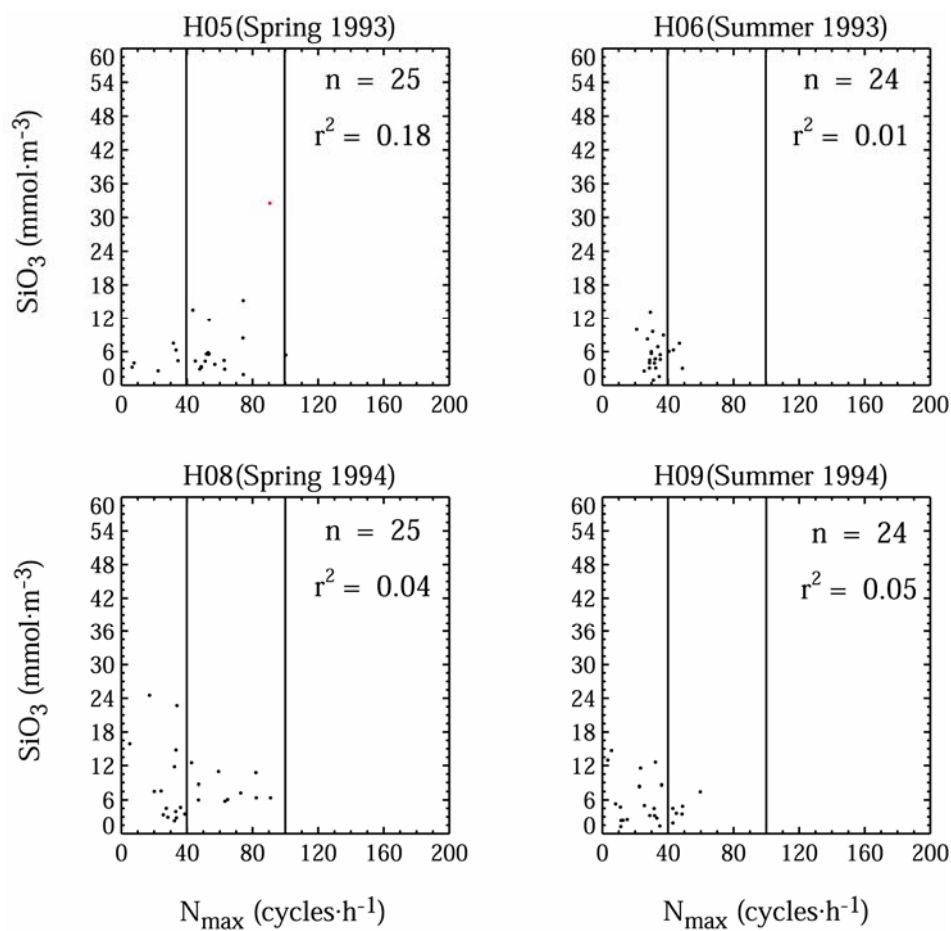 H05(Spring 1993)
n = 25
r² = 0.18
SiO₃ (mmol·m⁻³)
60
54
48
42
36
30
24
18
12
6
0
0 40 80 120 160 200
H06(Summer 1993)
n = 24
r² = 0.01
60
54
48
42
36
30
24
18
12
6
0
0 40 80 120 160 200
H08(Spring 1994)
n = 25
r² = 0.04
SiO₃ (mmol·m⁻³)
60
54
48
42
36
30
24
18
12
6
0
0 40 80 120 160 200
N_max (cycles·h⁻¹)
H09(Summer 1994)
n = 24
r² = 0.05
60
54
48
42
36
30
24
18
12
6
0
0 40 80 120 160 200
N_max (cycles·h⁻¹)